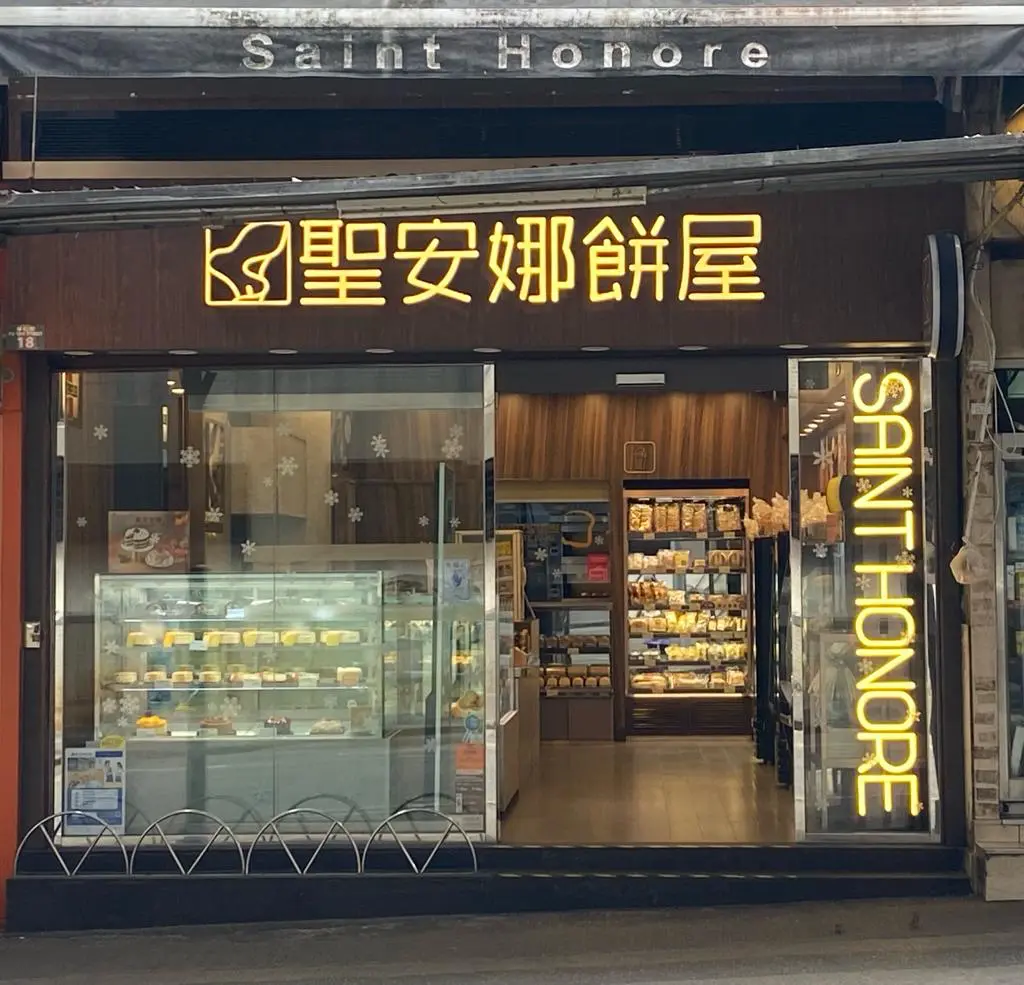 Saint Honore
聖安娜餅屋
18
SAINT HONORE